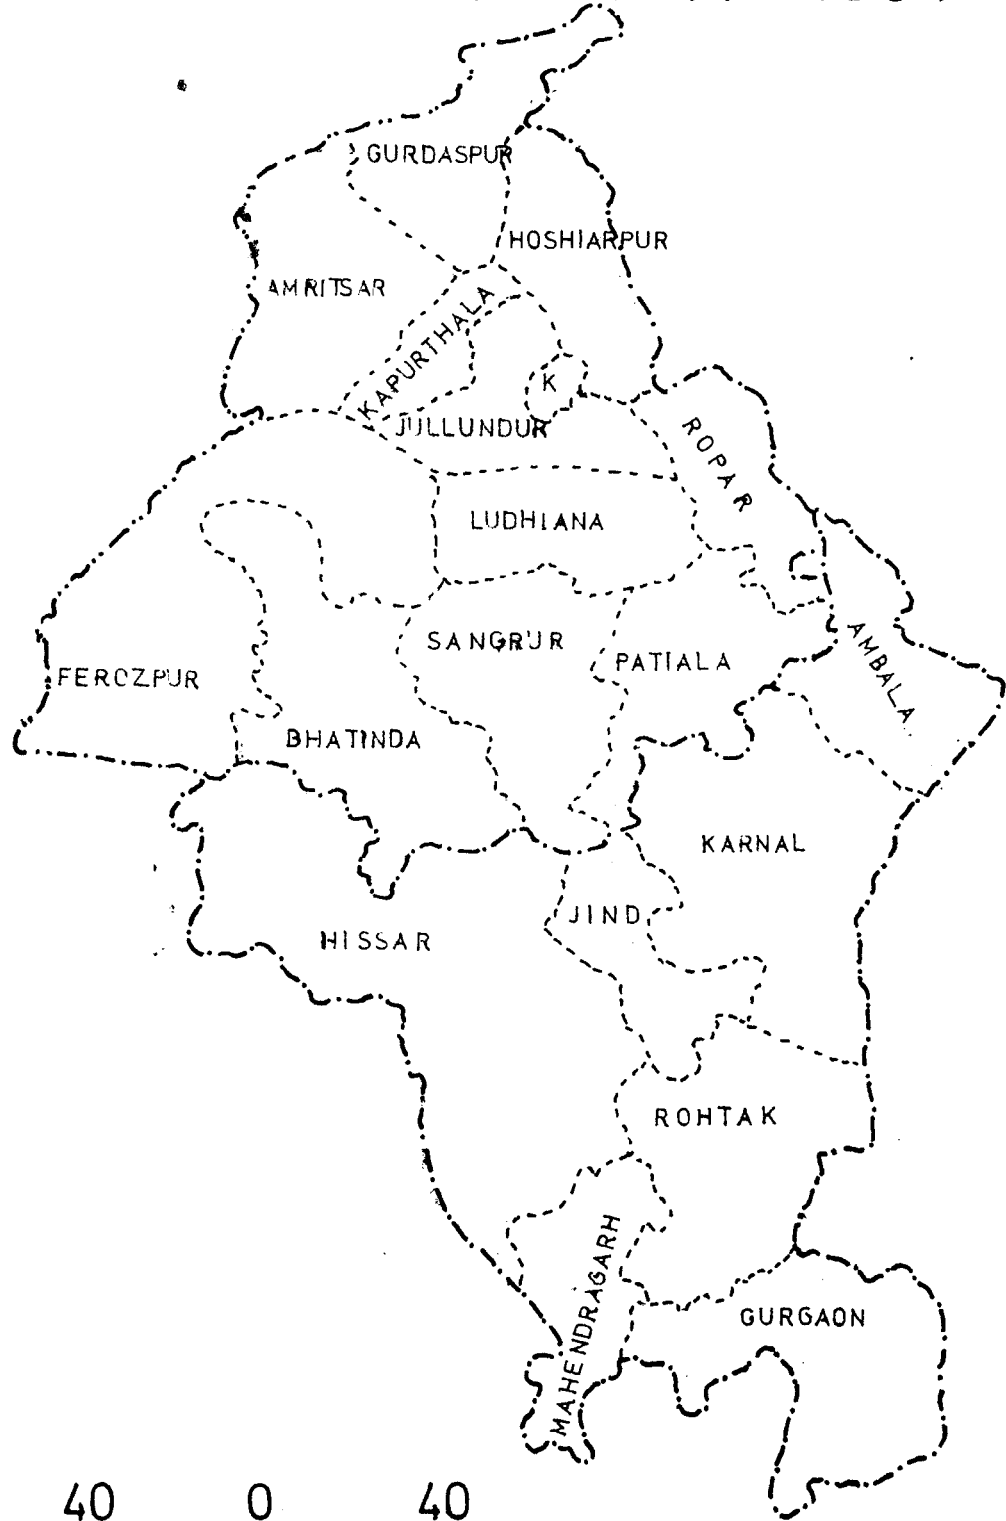 GURDASPUR
HOSHIARPUR
AMRITSAR
KAPURTHALA
K
JULLUNDUR
ROPAR
LUDHIANA
SANGRUR
PATIALA
AMBALA
FEROZPUR
BHATINDA
KARNAL
JIND
HISSAR
ROHTAK
MAHENDRAGARH
GURGAON
40 0 40